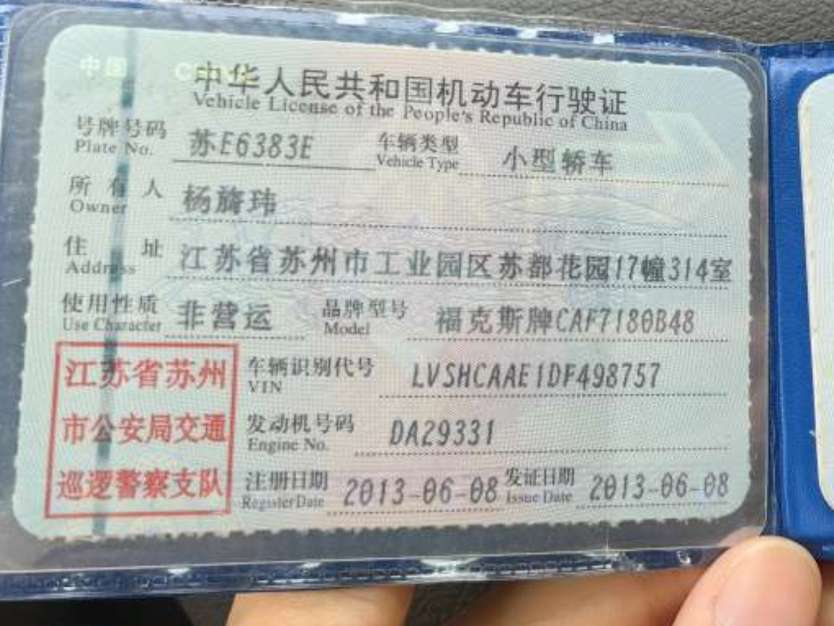 中华人民共和国机动车行驶证
Vehicle License of the People's Republic of China
号牌号码 苏E6383E 车辆类型 小型轿车
Plate No. Vehicle Type
所有人 杨旖玮
Owner
住址 江苏省苏州市工业园区苏都花园17幢314室
Address
使用性质 非营运 品牌型号 福克斯牌CAF7180B48
Use Character Model
江苏省苏州 车辆识别代号 LVSHCAAE1DF498757
VIN
市公安局交通 发动机号码 DA29331
Engine No.
巡逻警察支队 注册日期 2013-06-08 发证日期 2013-06-08
Register Date Issue Date